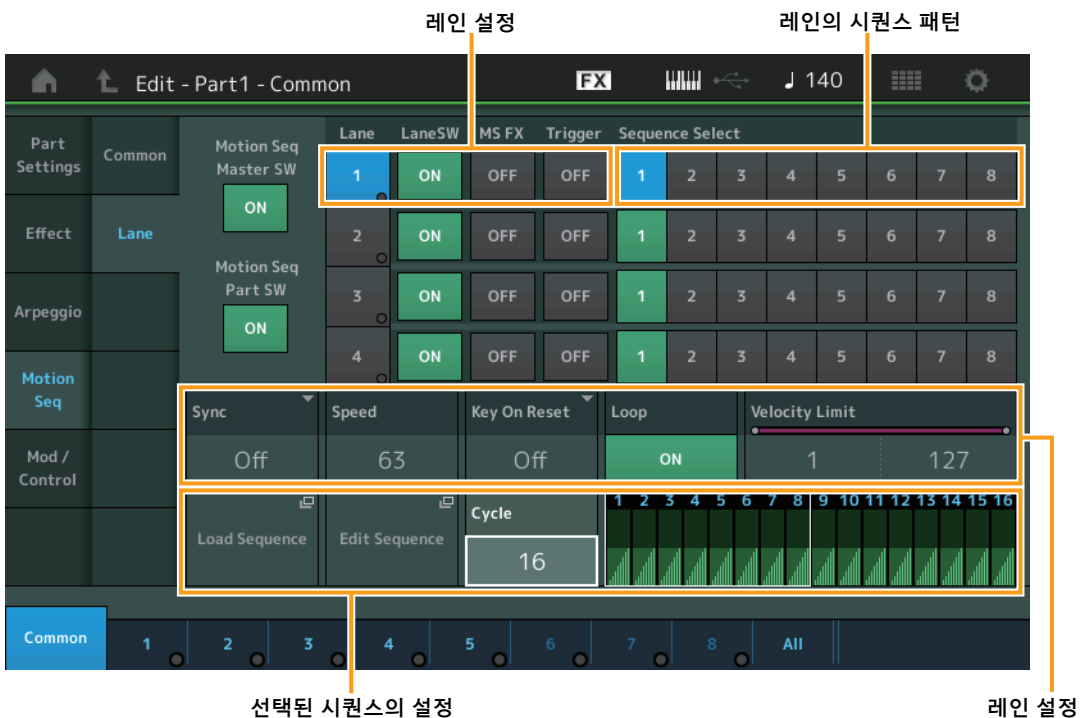 레인 설정
레인의 시퀀스 패턴
Edit - Part1 - Common
FX
140
Part Settings
Common
Effect
Lane
Arpeggio
Motion Seq
Mod / Control
Motion Seq Master SW
ON
Motion Seq Part SW
ON
Lane LaneSW MS FX Trigger Sequence Select
1 ON OFF OFF 1 2 3 4 5 6 7 8
2 ON OFF OFF 1 2 3 4 5 6 7 8
3 ON OFF OFF 1 2 3 4 5 6 7 8
4 ON OFF OFF 1 2 3 4 5 6 7 8
Sync Speed Key On Reset Loop Velocity Limit
Off 63 Off ON 1 127
Load Sequence
Edit Sequence
Cycle
16
1 2 3 4 5 6 7 8 9 10 11 12 13 14 15 16
Common 1 2 3 4 5 6 7 8 All
선택된 시퀀스의 설정
레인 설정